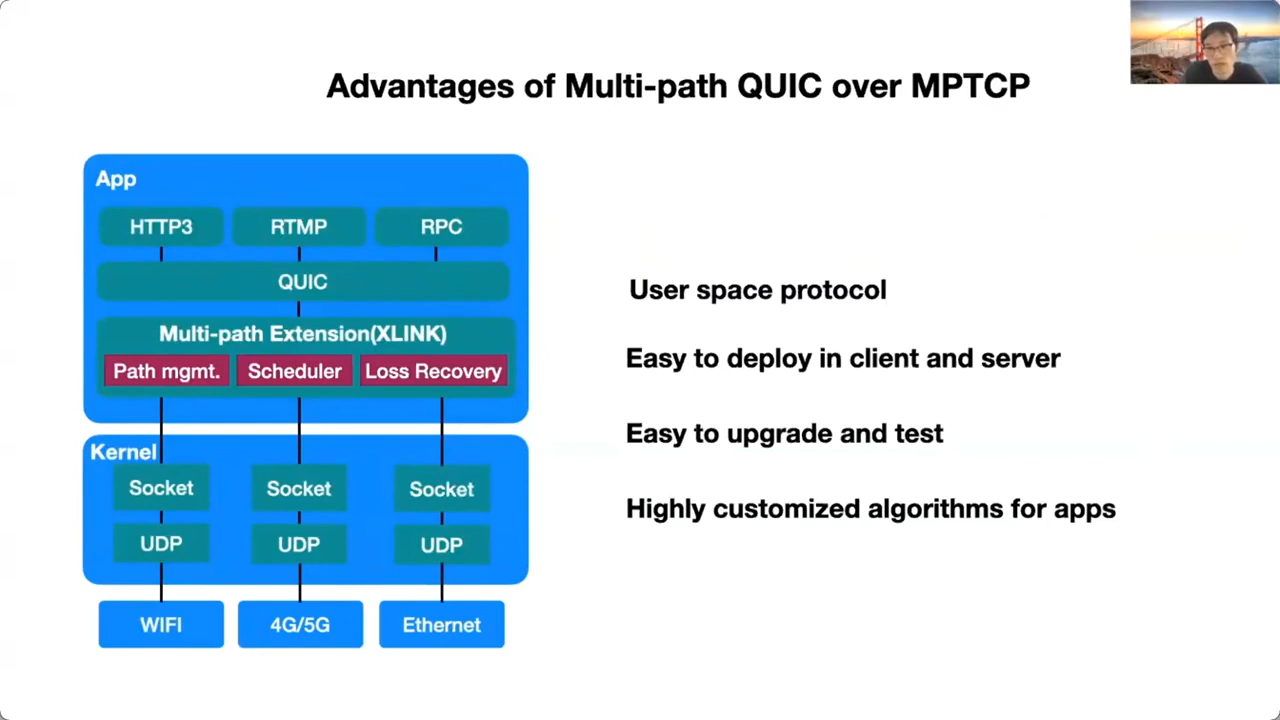 Advantages of Multi-path QUIC over MPTCP
App
HTTP3
RTMP
RPC
QUIC
Multi-path Extension(XLINK)
Path mgmt.
Scheduler
Loss Recovery
Kernel
Socket
Socket
Socket
UDP
UDP
UDP
WIFI
4G/5G
Ethernet
User space protocol
Easy to deploy in client and server
Easy to upgrade and test
Highly customized algorithms for apps